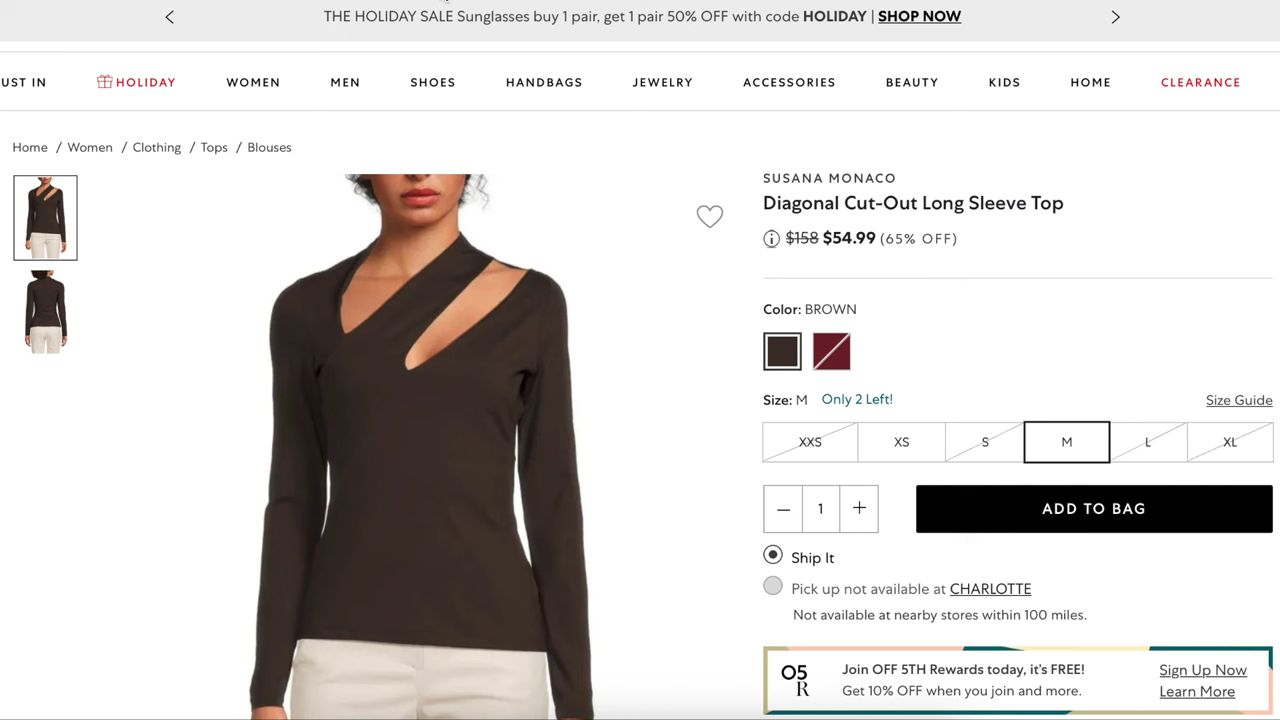 THE HOLIDAY SALE Sunglasses buy 1 pair, get 1 pair 50% OFF with code HOLIDAY | SHOP NOW
UST IN HOLIDAY WOMEN MEN SHOES HANDBAGS JEWELRY ACCESSORIES BEAUTY KIDS HOME CLEARANCE
Home / Women / Clothing / Tops / Blouses
SUSANA MONACO
Diagonal Cut-Out Long Sleeve Top
$158 $54.99 (65% OFF)
Color: BROWN
Size: M Only 2 Left! Size Guide
XXS XS S M L XL
– 1 + ADD TO BAG
Ship It
Pick up not available at CHARLOTTE
Not available at nearby stores within 100 miles.
O5 R
Join OFF 5TH Rewards today, it's FREE! Sign Up Now
Get 10% OFF when you join and more. Learn More